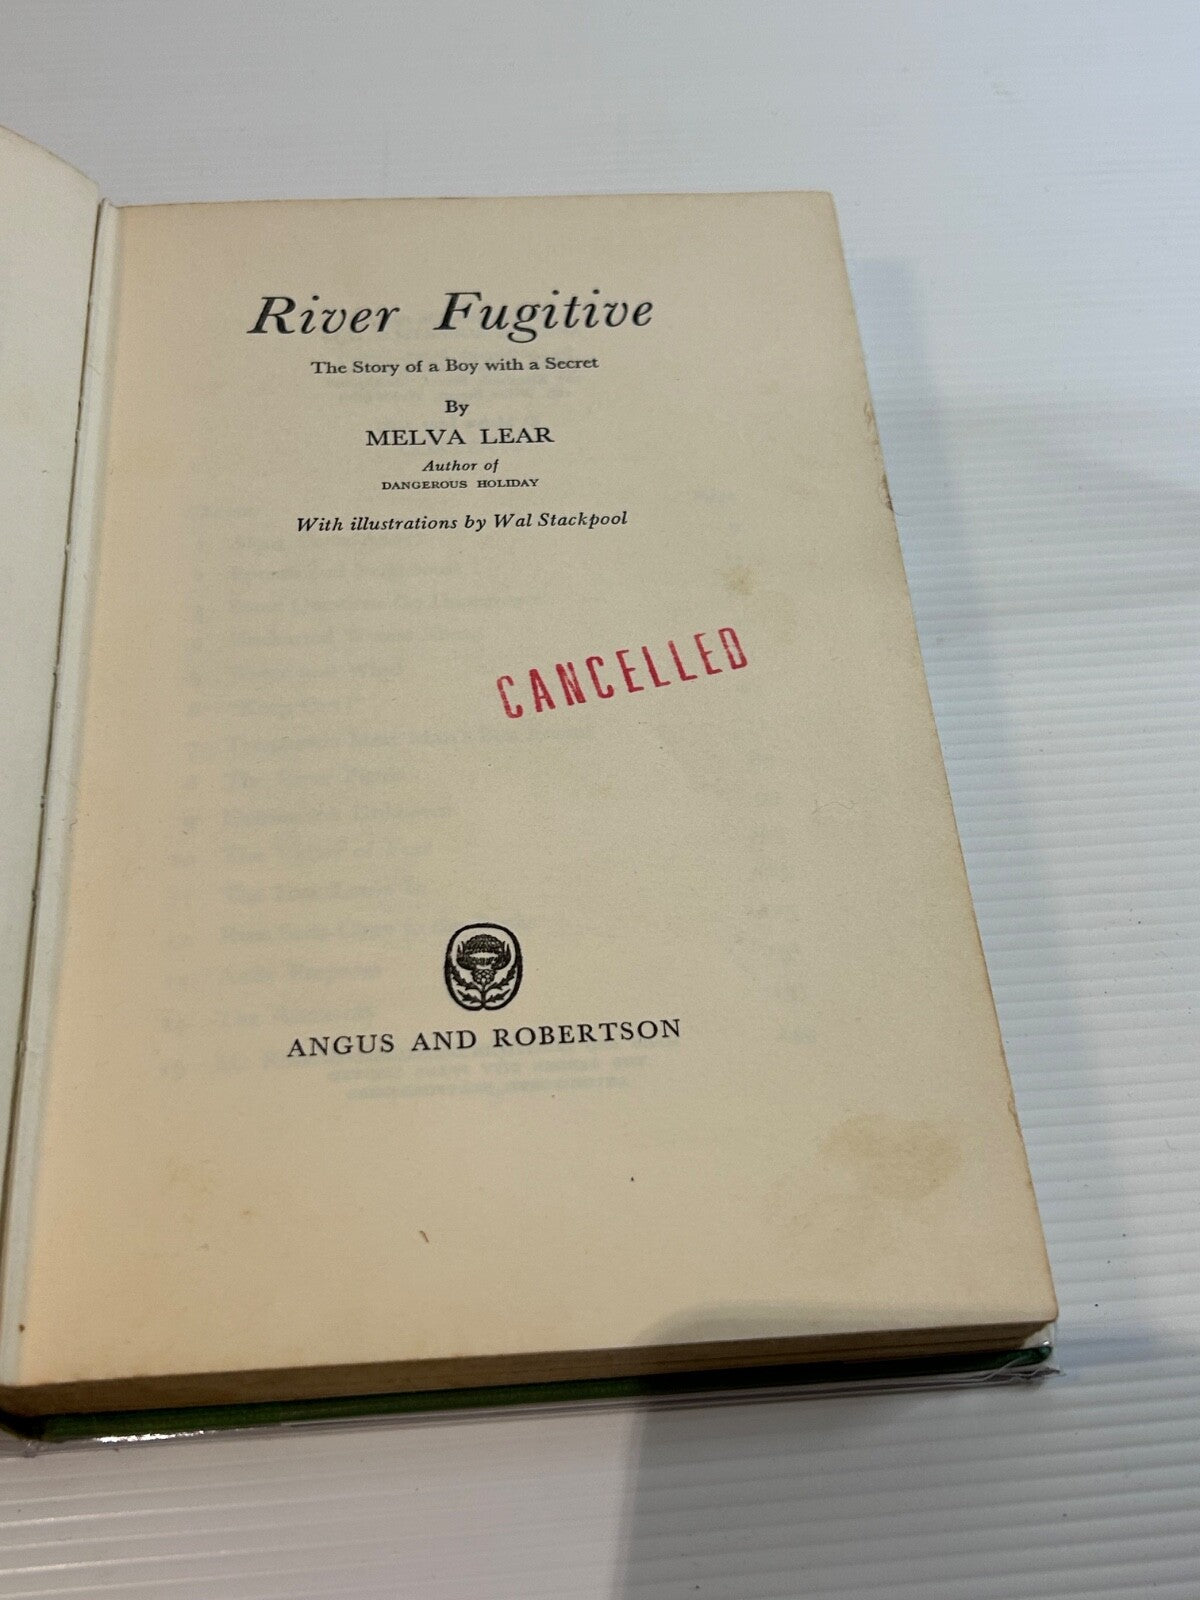 River Fugitive
The Story of a Boy with a Secret
By
MELVA LEAR
Author of
DANGEROUS HOLIDAY
With illustrations by Wal Stackpool
CANCELLED
ANGUS AND ROBERTSON